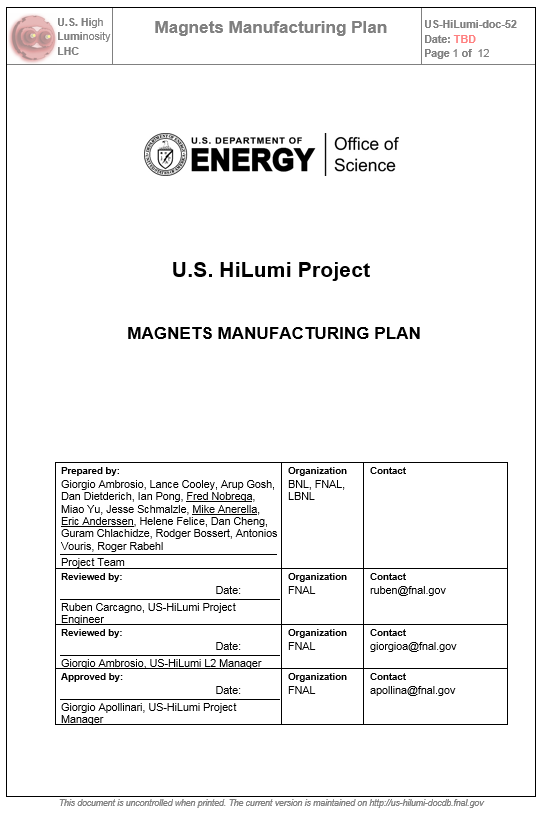 U.S. High
Luminosity
LHC
Magnets Manufacturing Plan
US-HiLumi-doc-52
Date: TBD
Page 1 of 12
U.S. DEPARTMENT OF
ENERGY
Office of
Science
U.S. HiLumi Project
MAGNETS MANUFACTURING PLAN
Prepared by:
Giorgio Ambrosio, Lance Cooley, Arup Gosh,
Dan Dietderich, Ian Pong, Fred Nobrega,
Miao Yu, Jesse Schmalzle, Mike Anerella,
Eric Anderssen, Helene Felice, Dan Cheng,
Guram Chlachidze, Rodger Bossert, Antonios
Vouris, Roger Rabehl
Project Team
Organization
BNL, FNAL,
LBNL
Contact
Reviewed by:
Date:
Ruben Carcagno, US-HiLumi Project
Engineer
Organization
FNAL
Contact
ruben@fnal.gov
Reviewed by:
Date:
Giorgio Ambrosio, US-HiLumi L2 Manager
Organization
FNAL
Contact
giorgioa@fnal.gov
Approved by:
Date:
Giorgio Apollinari, US-HiLumi Project
Manager
Organization
FNAL
Contact
apollina@fnal.gov
This document is uncontrolled when printed. The current version is maintained on http://us-hilumi-docdb.fnal.gov